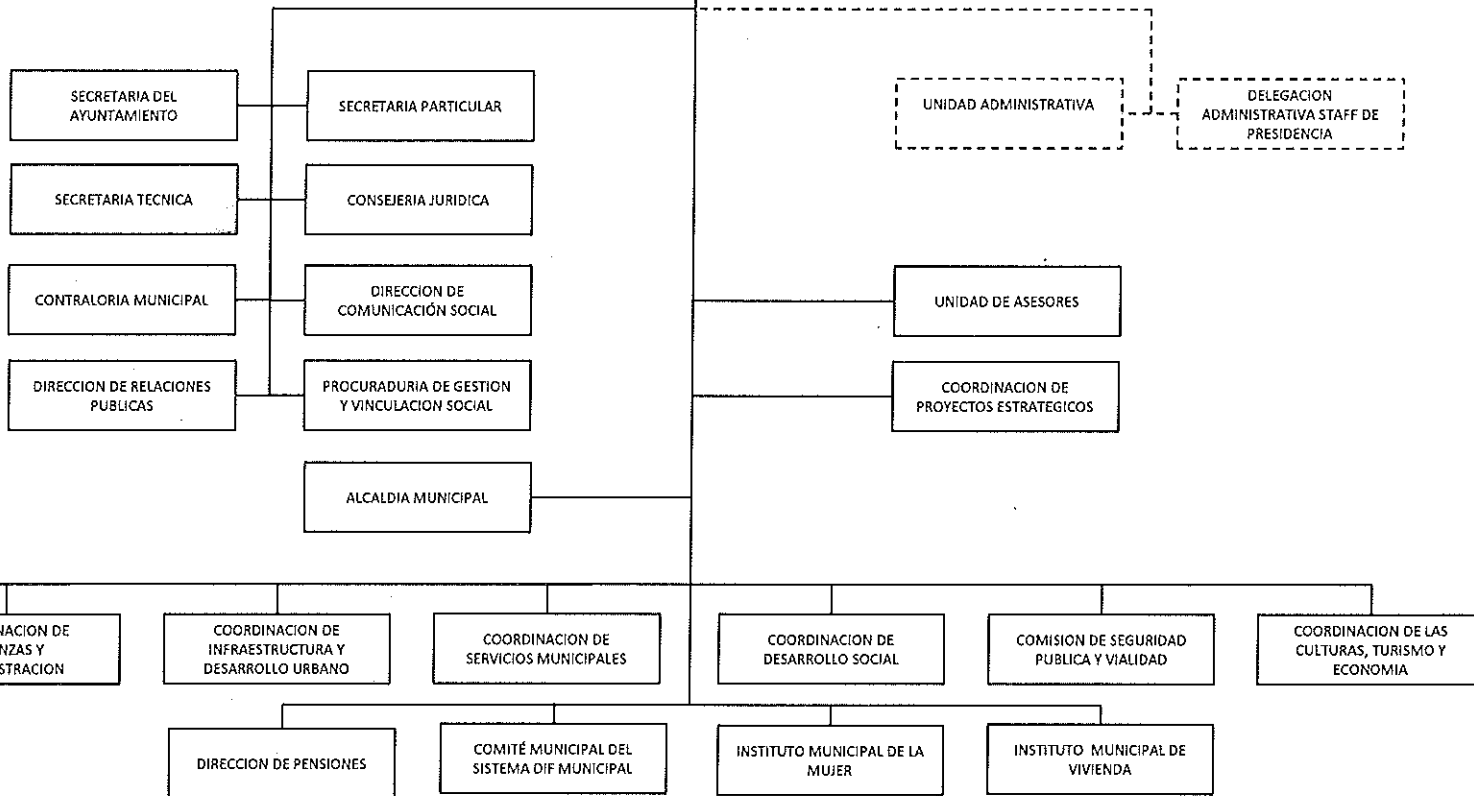 SECRETARIA DEL
AYUNTAMIENTO
SECRETARIA PARTICULAR
UNIDAD ADMINISTRATIVA
DELEGACION
ADMINISTRATIVA STAFF DE
PRESIDENCIA
SECRETARIA TECNICA
CONSEJERIA JURIDICA
CONTRALORIA MUNICIPAL
DIRECCION DE
COMUNICACIÓN SOCIAL
UNIDAD DE ASESORES
DIRECCION DE RELACIONES
PUBLICAS
PROCURADURIA DE GESTION
Y VINCULACION SOCIAL
COORDINACION DE
PROYECTOS ESTRATEGICOS
ALCALDIA MUNICIPAL
NACION DE
NZAS Y
STRACION
COORDINACION DE
INFRAESTRUCTURA Y
DESARROLLO URBANO
COORDINACION DE
SERVICIOS MUNICIPALES
COORDINACION DE
DESARROLLO SOCIAL
COMISION DE SEGURIDAD
PUBLICA Y VIALIDAD
COORDINACION DE LAS
CULTURAS, TURISMO Y
ECONOMIA
DIRECCION DE PENSIONES
COMITÉ MUNICIPAL DEL
SISTEMA DIF MUNICIPAL
INSTITUTO MUNICIPAL DE LA
MUJER
INSTITUTO MUNICIPAL DE
VIVIENDA